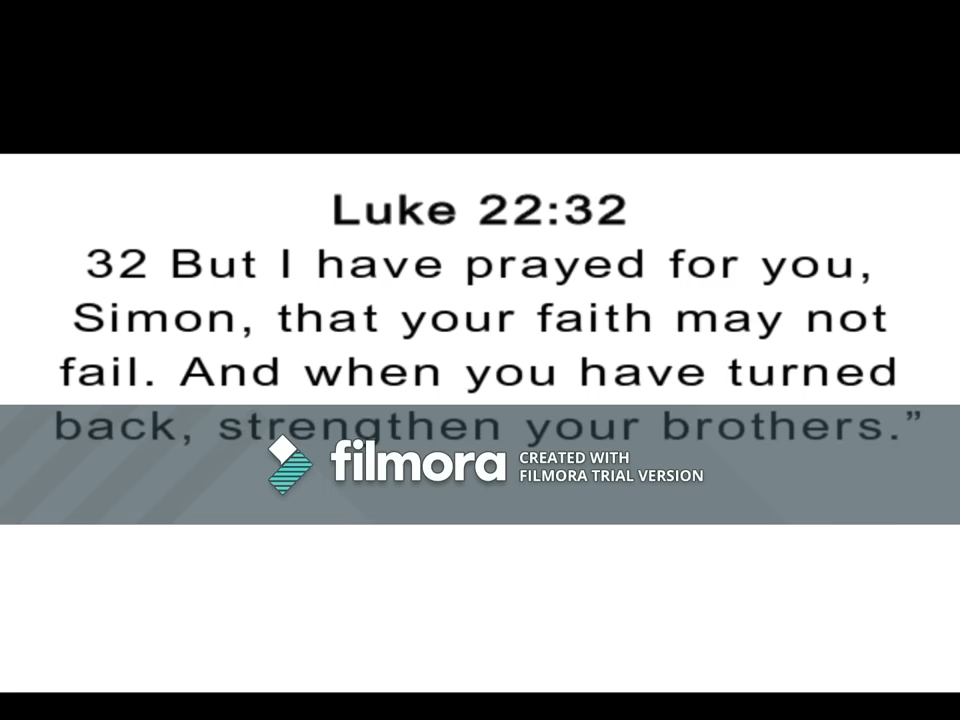 Luke 22:32
32 But I have prayed for you,
Simon, that your faith may not
fail. And when you have turned
back, strengthen your brothers.”
filmora CREATED WITH
FILMORA TRIAL VERSION